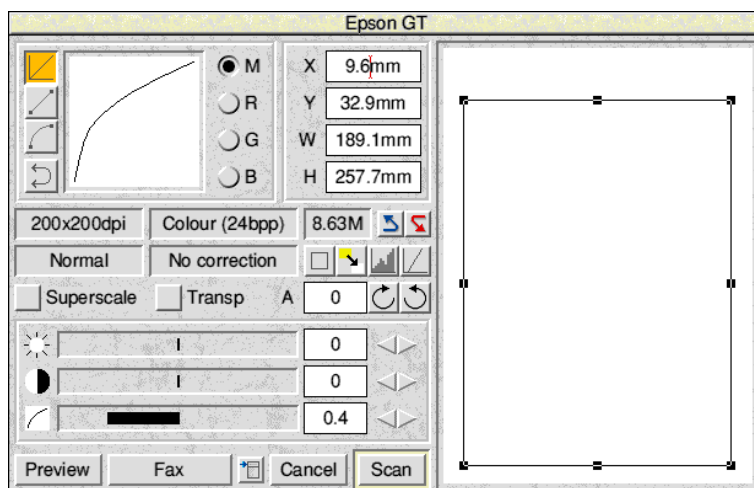 Epson GT
M X 9.6mm
R Y 32.9mm
G W 189.1mm
B H 257.7mm
200x200dpi Colour (24bpp) 8.63M
Normal No correction
Superscale Transp A 0
0
0
0.4
Preview Fax Cancel Scan